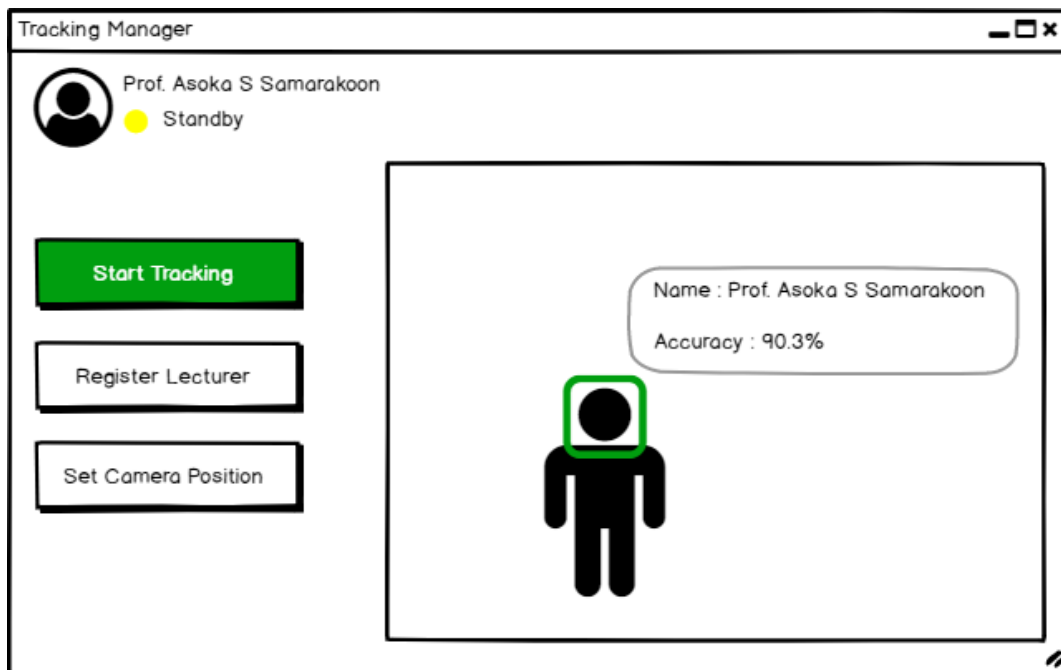 Tracking Manager
Prof. Asoka S Samarakoon
Standby
Start Tracking
Register Lecturer
Set Camera Position
Name : Prof. Asoka S Samarakoon
Accuracy : 90.3%